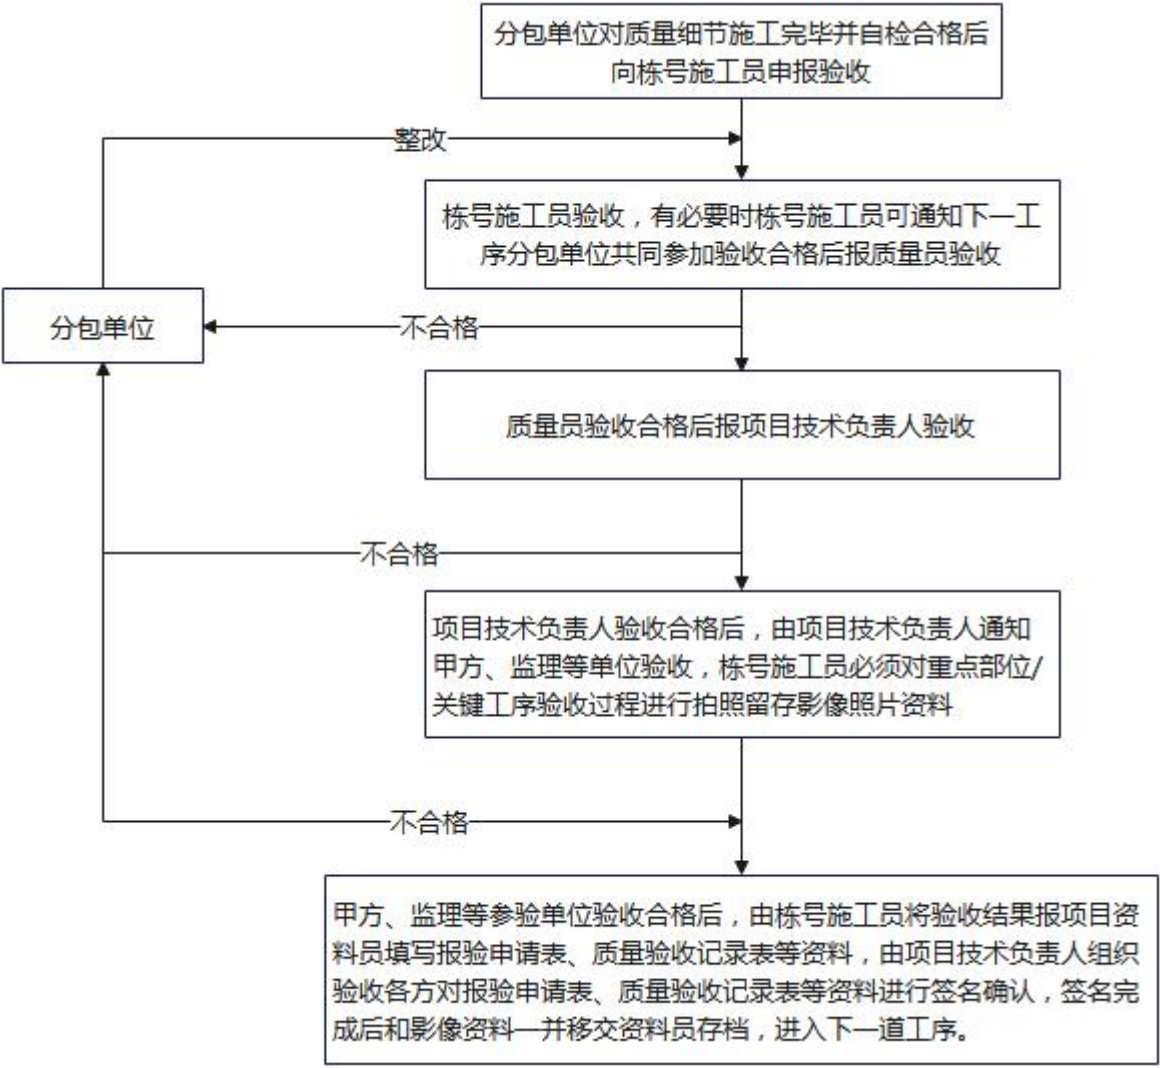 分包单位对质量细节施工完毕并自检合格后
向栋号施工员申报验收
整改
栋号施工员验收，有必要时栋号施工员可通知下一工
序分包单位共同参加验收合格后报质量员验收
分包单位
不合格
质量员验收合格后报项目技术负责人验收
不合格
项目技术负责人验收合格后，由项目技术负责人通知
甲方、监理等单位验收，栋号施工员必须对重点部位/
关键工序验收过程进行拍照留存影像照片资料
不合格
甲方、监理等参验单位验收合格后，由栋号施工员将验收结果报项目资
料员填写报验申请表、质量验收记录表等资料，由项目技术负责人组织
验收各方对报验申请表、质量验收记录表等资料进行签名确认，签名完
成后和影像资料一并移交资料员存档，进入下一道工序。